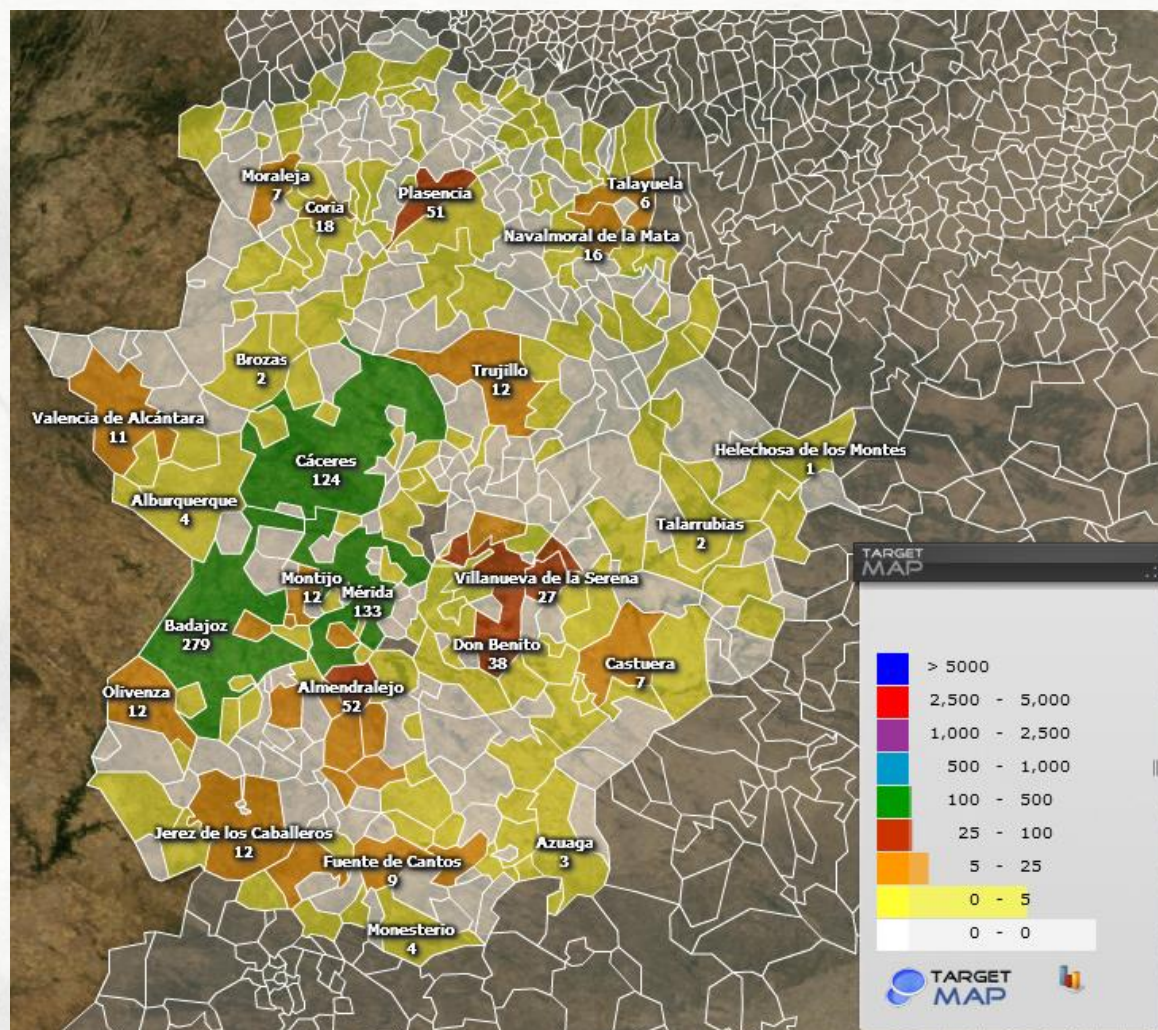 Moraleja
7
Plasencia
51
Talayuela
6
Coria
18
Navalmoral de la Mata
16
Brozas
2
Trujillo
12
Valencia de Alcántara
11
Helechosa de los Montes
1
Cáceres
124
Alburquerque
4
Talarrubias
2
Montijo
12
Mérida
133
Villanueva de la Serena
27
Badajoz
279
Don Benito
38
Castuera
7
Olivenza
12
Almendralejo
52
Jerez de los Caballeros
12
Fuente de Cantos
9
Azuaga
3
Monesterio
4
TARGET
MAP
> 5000
2,500 - 5,000
1,000 - 2,500
500 - 1,000
100 - 500
25 - 100
5 - 25
0 - 5
0 - 0
TARGET
MAP